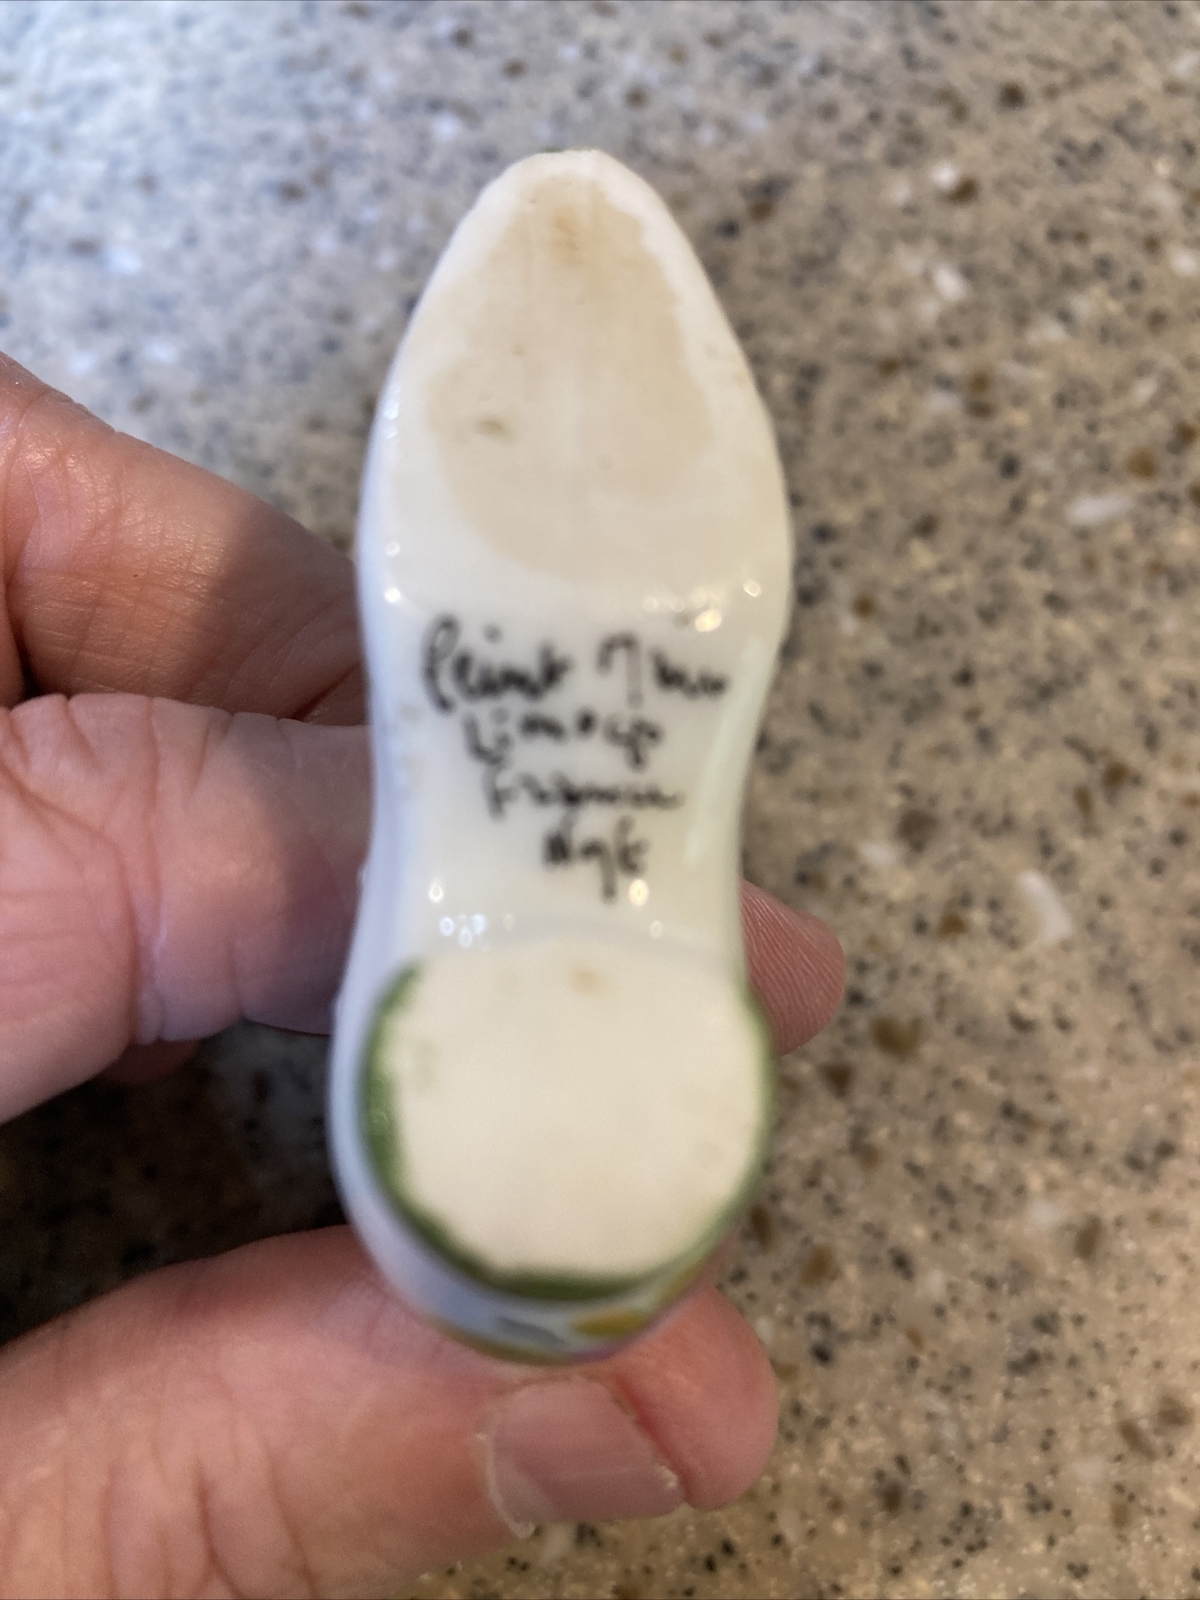 Peint Main
Limoges
France